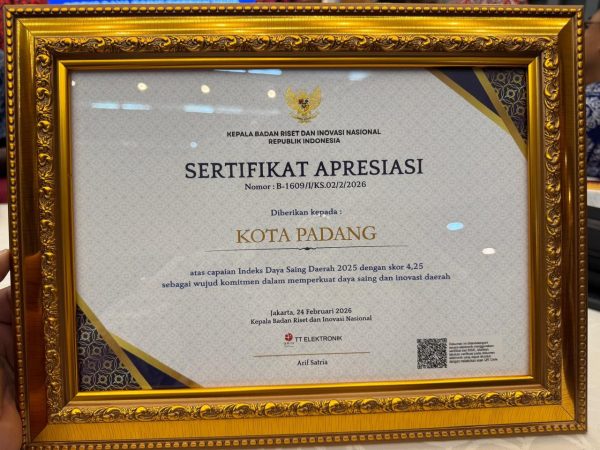 KEPALA BADAN RISET DAN INOVASI NASIONAL
REPUBLIK INDONESIA
SERTIFIKAT APRESIASI
Nomor : B-1609/I/KS.02/2/2026
Diberikan kepada :
KOTA PADANG
atas capaian Indeks Daya Saing Daerah 2025 dengan skor 4,25
sebagai wujud komitmen dalam memperkuat daya saing dan inovasi daerah
Jakarta, 24 Februari 2026
Kepala Badan Riset dan Inovasi Nasional
TT ELEKTRONIK
Arif Satria